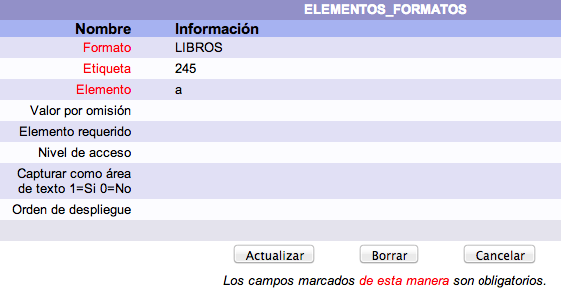 ELEMENTOS_FORMATOS
Nombre Información
Formato LIBROS
Etiqueta 245
Elemento a
Valor por omisión
Elemento requerido
Nivel de acceso
Capturar como área
de texto 1=Si 0=No
Orden de despliegue
Actualizar Borrar Cancelar
Los campos marcados de esta manera son obligatorios.